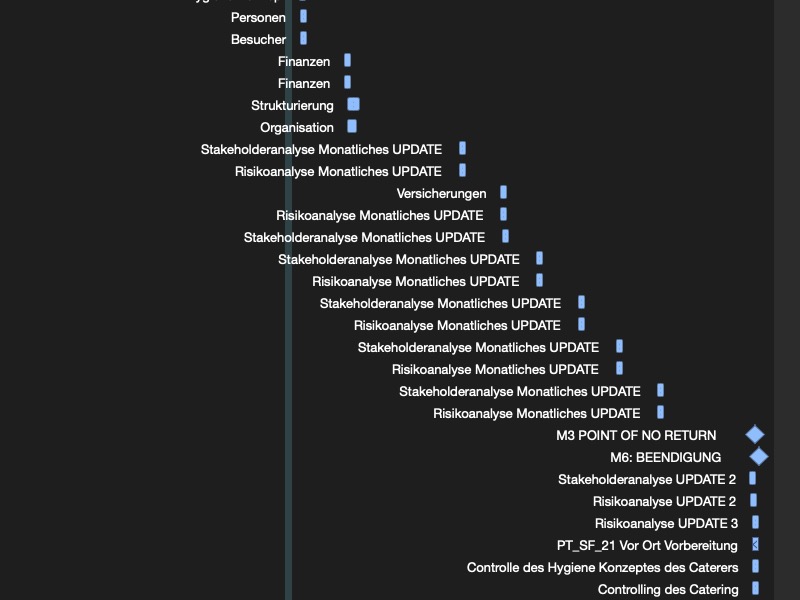 Personen
Besucher
Finanzen
Finanzen
Strukturierung
Organisation
Stakeholderanalyse Monatliches UPDATE
Risikoanalyse Monatliches UPDATE
Versicherungen
Risikoanalyse Monatliches UPDATE
Stakeholderanalyse Monatliches UPDATE
Stakeholderanalyse Monatliches UPDATE
Risikoanalyse Monatliches UPDATE
Stakeholderanalyse Monatliches UPDATE
Risikoanalyse Monatliches UPDATE
Stakeholderanalyse Monatliches UPDATE
Risikoanalyse Monatliches UPDATE
Stakeholderanalyse Monatliches UPDATE
Risikoanalyse Monatliches UPDATE
M3 POINT OF NO RETURN
M6: BEENDIGUNG
Stakeholderanalyse UPDATE 2
Risikoanalyse UPDATE 2
Risikoanalyse UPDATE 3
PT_SF_21 Vor Ort Vorbereitung
Controlle des Hygiene Konzeptes des Caterers
Controlling des Catering